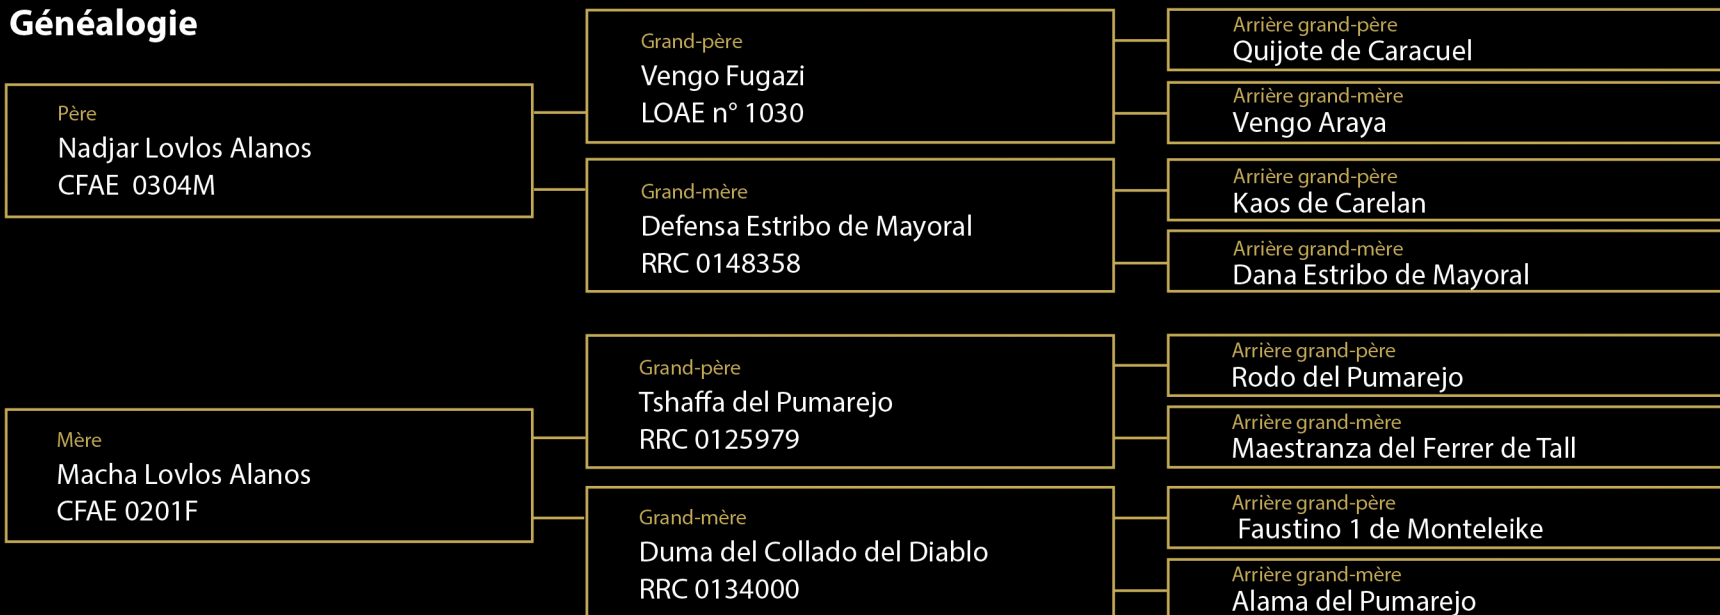 Généalogie
Père
Nadjar Lovlos Alanos
CFAE 0304M
Grand-père
Vengo Fugazi
LOAE n° 1030
Grand-mère
Defensa Estribo de Mayoral
RRC 0148358
Arrière grand-père
Quijote de Caracuel
Arrière grand-mère
Vengo Araya
Arrière grand-père
Kaos de Carelan
Arrière grand-mère
Dana Estribo de Mayoral
Mère
Macha Lovlos Alanos
CFAE 0201F
Grand-père
Tshaffa del Pumarejo
RRC 0125979
Grand-mère
Duma del Collado del Diablo
RRC 0134000
Arrière grand-père
Rodo del Pumarejo
Arrière grand-mère
Maestranza del Ferrer de Tall
Arrière grand-père
Faustino 1 de Monteleike
Arrière grand-mère
Alama del Pumarejo